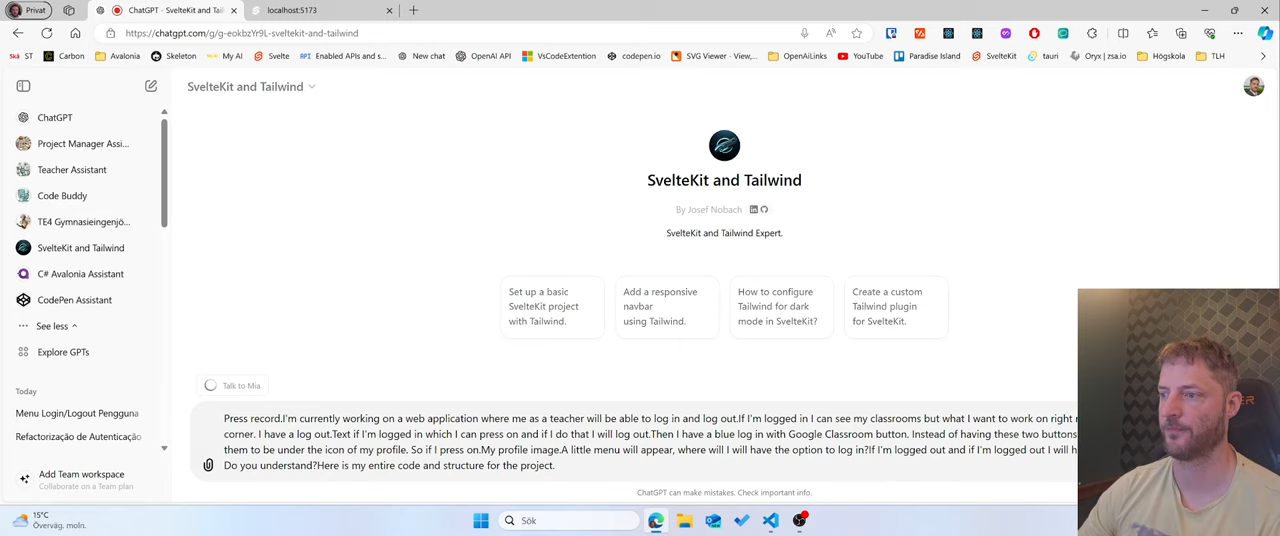 Privat
ChatGPT - SvelteKit and Tail
localhost:5173
https://chatgpt.com/g/g-eokbzYr9L-sveltekit-and-tailwind
Skà ST
Carbon
Avalonia
Skeleton
My AI
Svelte
API Enabled APIs and s...
New chat
OpenAI API
VsCodeExtention
codepen.io
SVG Viewer - View,...
OpenAiLinks
YouTube
Paradise Island
SvelteKit
tauri
Oryx | zsa.io
Högskola
TLH
ChatGPT
Project Manager Assi...
Teacher Assistant
Code Buddy
TE4 Gymnasieingenjö...
SvelteKit and Tailwind
C# Avalonia Assistant
CodePen Assistant
See less
Explore GPTs
Today
Menu Login/Logout Pengguna
Refactorização de Autenticação
Add Team workspace
Collaborate on a Team plan
SvelteKit and Tailwind
SvelteKit and Tailwind
By Josef Nobach
SvelteKit and Tailwind Expert.
Set up a basic
SvelteKit project
with Tailwind.
Add a responsive
navbar
using Tailwind.
How to configure
Tailwind for dark
mode in SvelteKit?
Create a custom
Tailwind plugin
for SvelteKit.
Talk to Mia
Press record.I'm currently working on a web application where me as a teacher will be able to log in and log out.If I'm logged in I can see my classrooms but what I want to work on right
corner. I have a log out.Text if I'm logged in which I can press on and if I do that I will log out.Then I have a blue log in with Google Classroom button. Instead of having these two buttons
them to be under the icon of my profile. So if I press on.My profile image.A little menu will appear, where will I will have the option to log in?If I'm logged out and if I'm logged out I will
Do you understand?Here is my entire code and structure for the project.
ChatGPT can make mistakes. Check important info.
15°C
Överväg. moln.
Sök